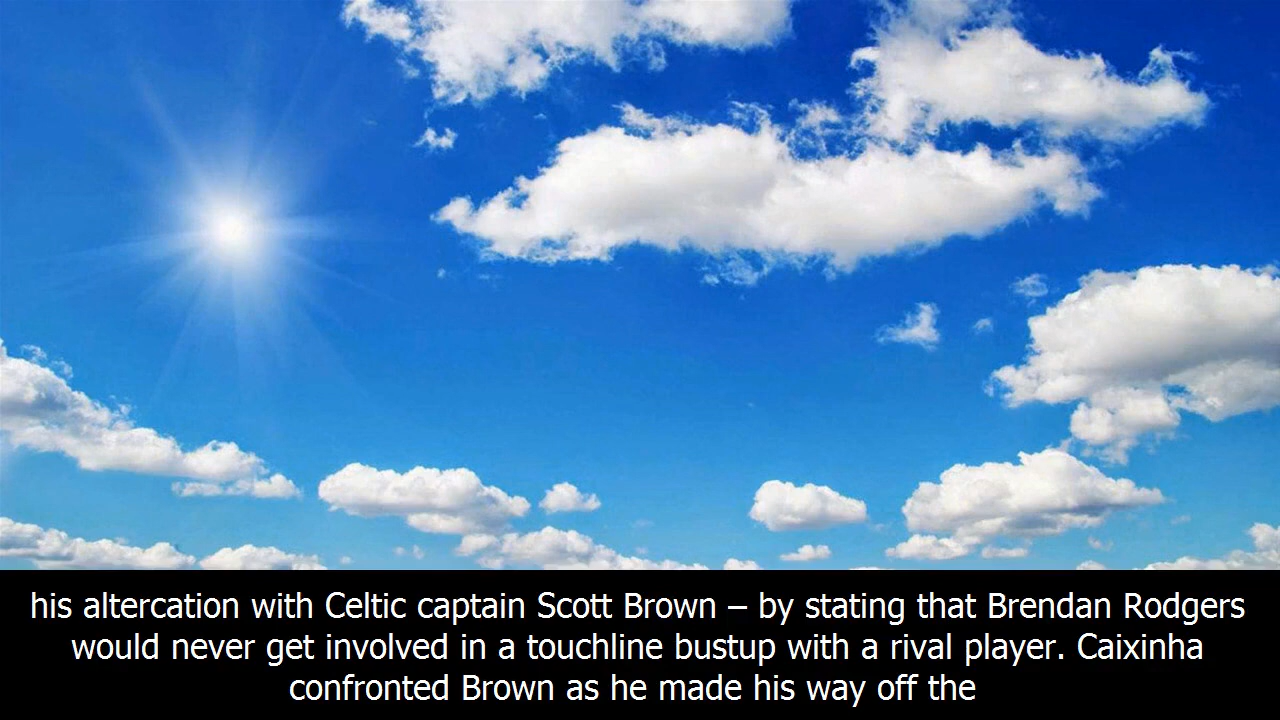 his altercation with Celtic captain Scott Brown – by stating that Brendan Rodgers
would never get involved in a touchline bustup with a rival player. Caixinha
confronted Brown as he made his way off the